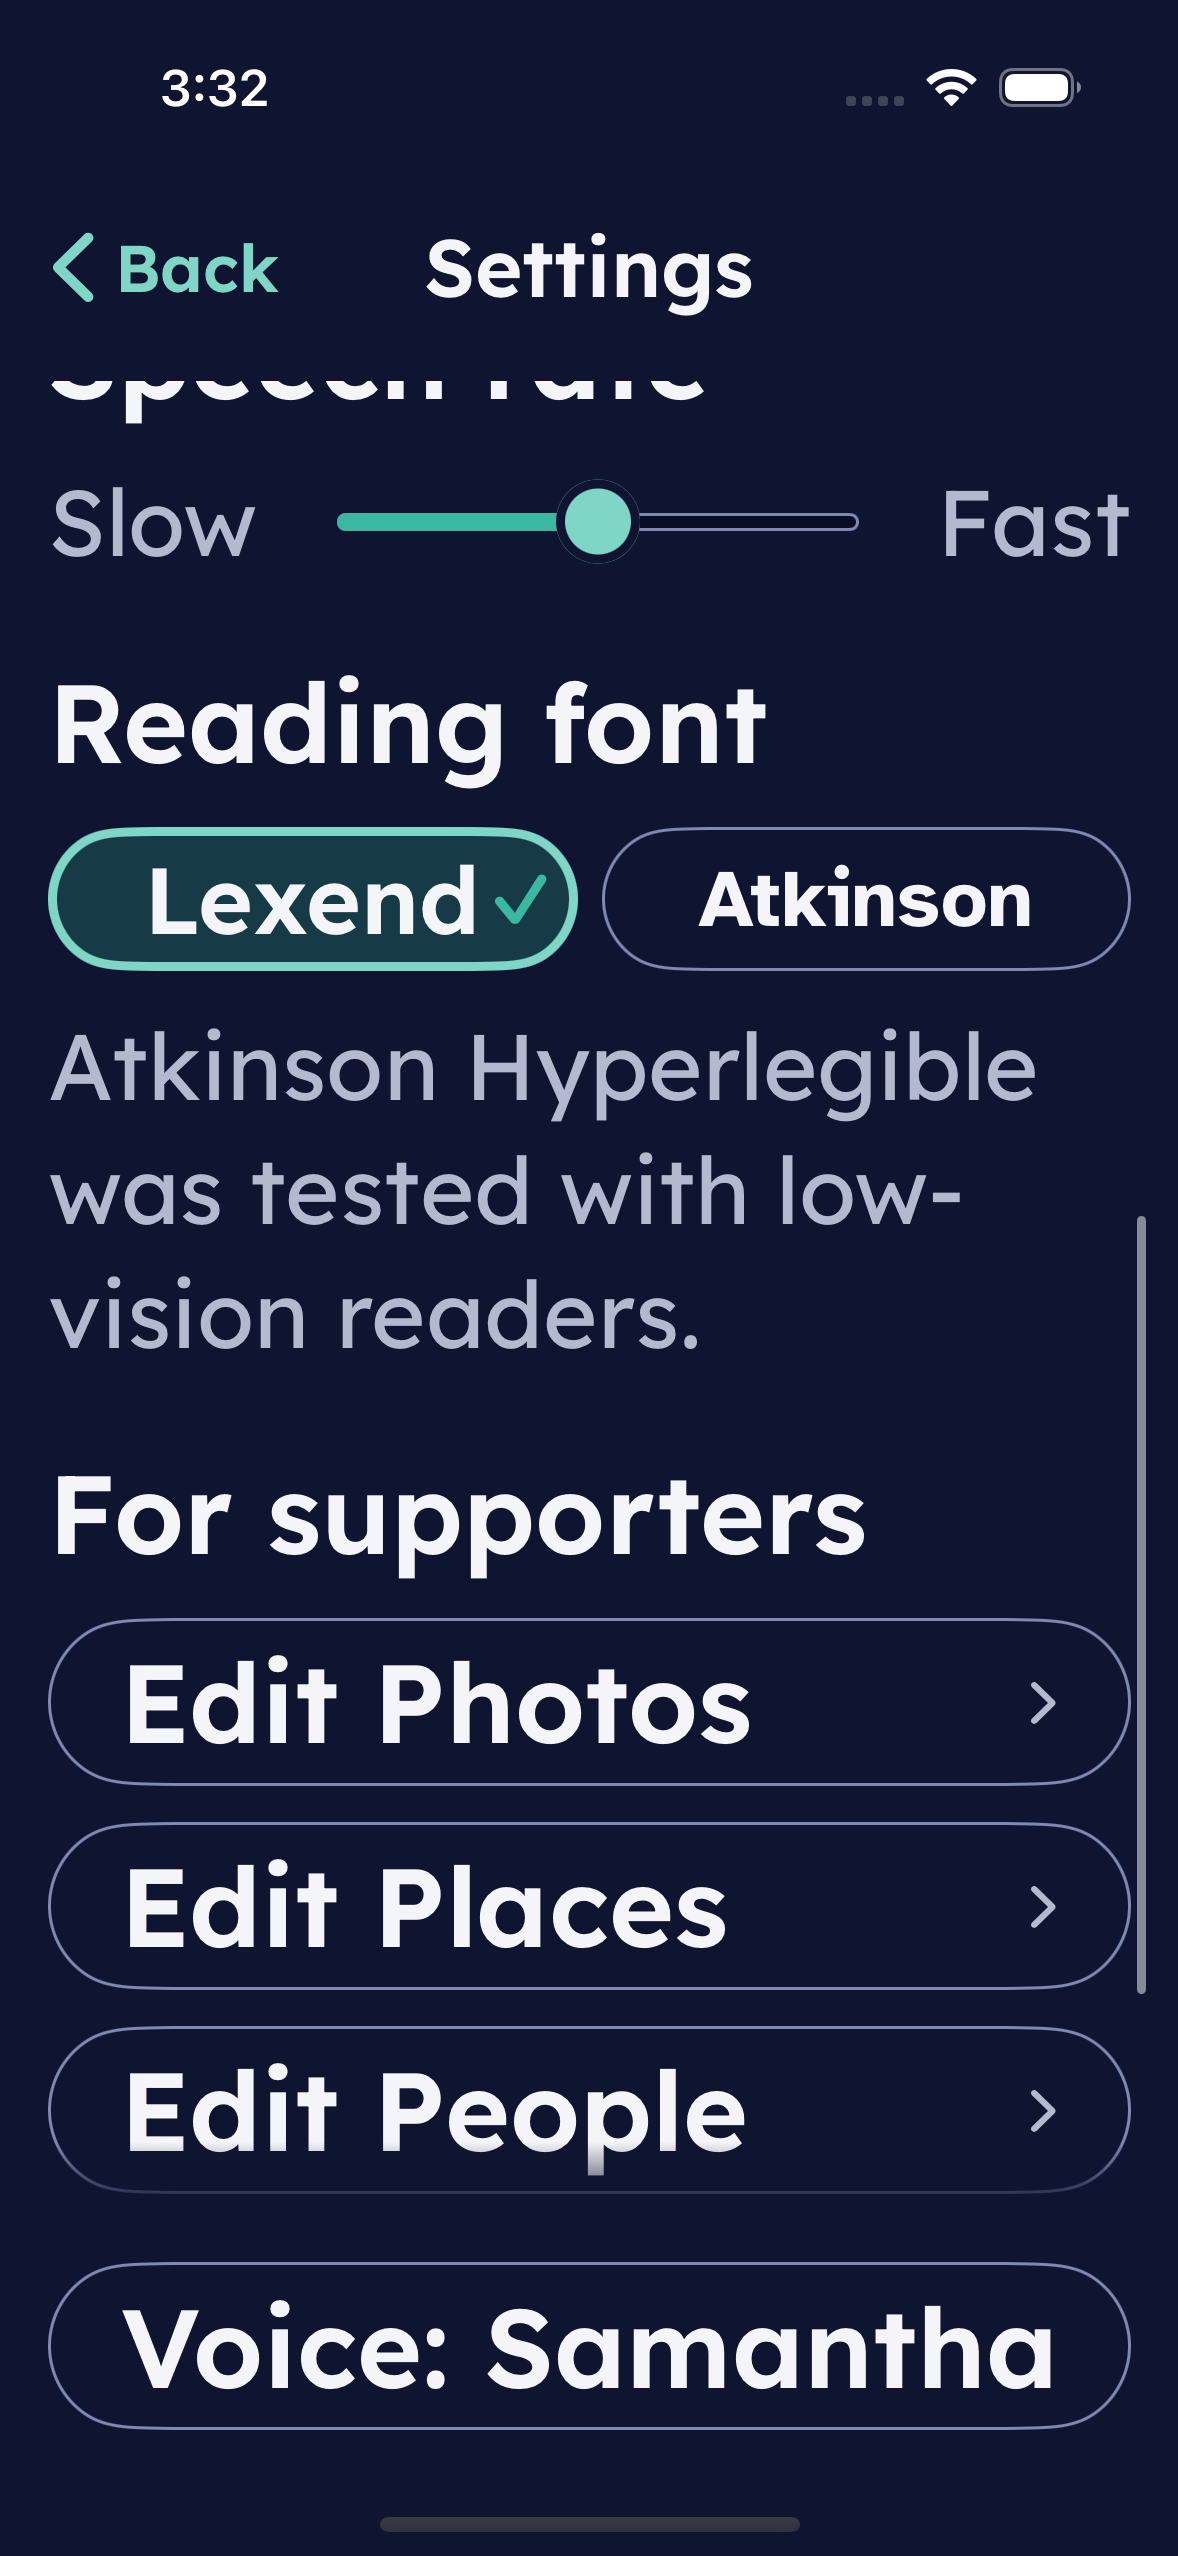 3:32
Back
Settings
Slow
Fast
Reading font
Lexend
Atkinson
Atkinson Hyperlegible
was tested with low-
vision readers.
For supporters
Edit Photos
Edit Places
Edit People
Voice: Samantha